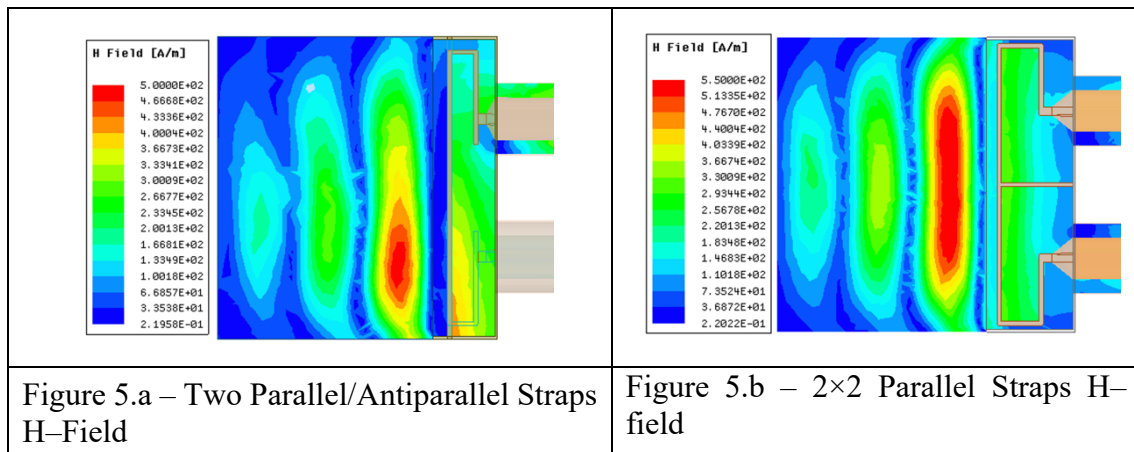 H Field [A/m]
5.0000E+02
4.6668E+02
4.3336E+02
4.0004E+02
3.6673E+02
3.3341E+02
3.0009E+02
2.6677E+02
2.3345E+02
2.0013E+02
1.6681E+02
1.3349E+02
1.0018E+02
6.6857E+01
3.3538E+01
2.1958E-01
H Field [A/m]
5.5000E+02
5.1335E+02
4.7670E+02
4.4004E+02
4.0339E+02
3.6674E+02
3.3009E+02
2.9344E+02
2.5678E+02
2.2013E+02
1.8348E+02
1.4683E+02
1.1018E+02
7.3524E+01
3.6872E+01
2.2022E-01
Figure 5.a – Two Parallel/Antiparallel Straps
H–Field
Figure 5.b – 2×2 Parallel Straps H–
field